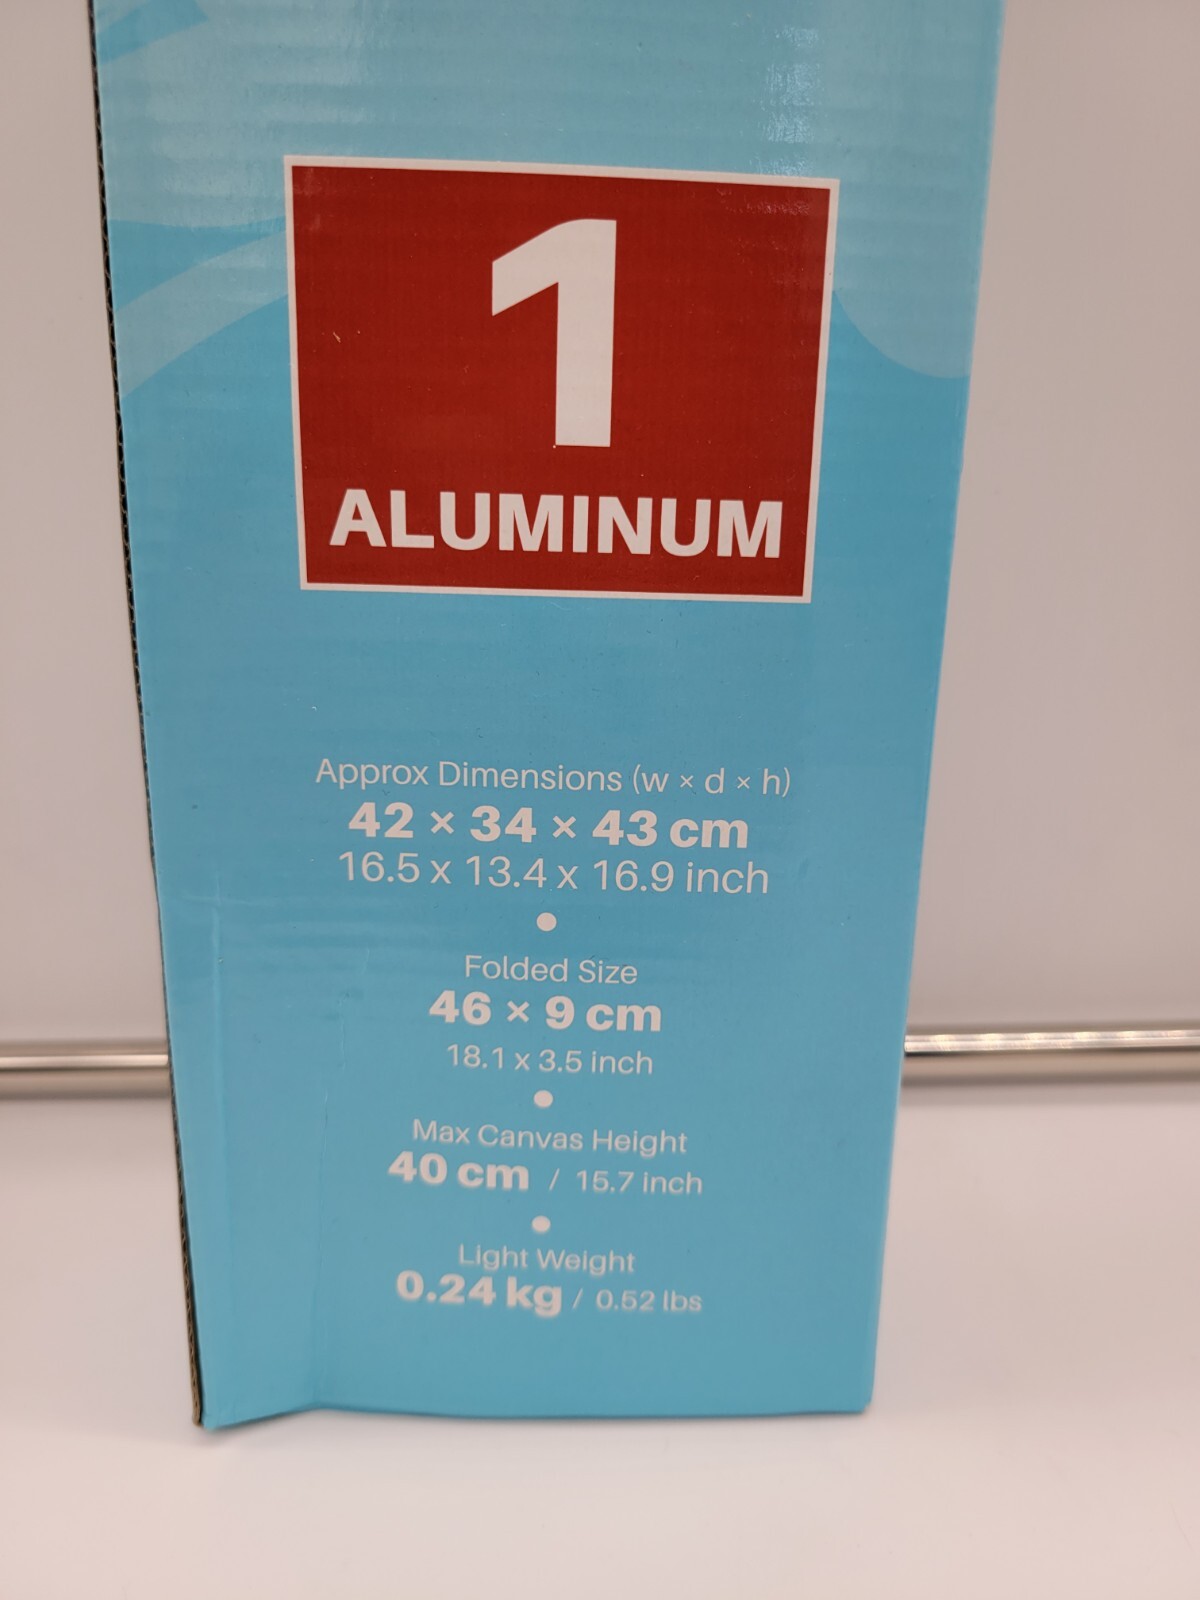 1
ALUMINUM
Approx Dimensions (w × d × h)
42 × 34 × 43 cm
16.5 x 13.4 x 16.9 inch
Folded Size
46 × 9 cm
18.1 x 3.5 inch
Max Canvas Height
40 cm / 15.7 inch
Light Weight
0.24 kg / 0.52 lbs